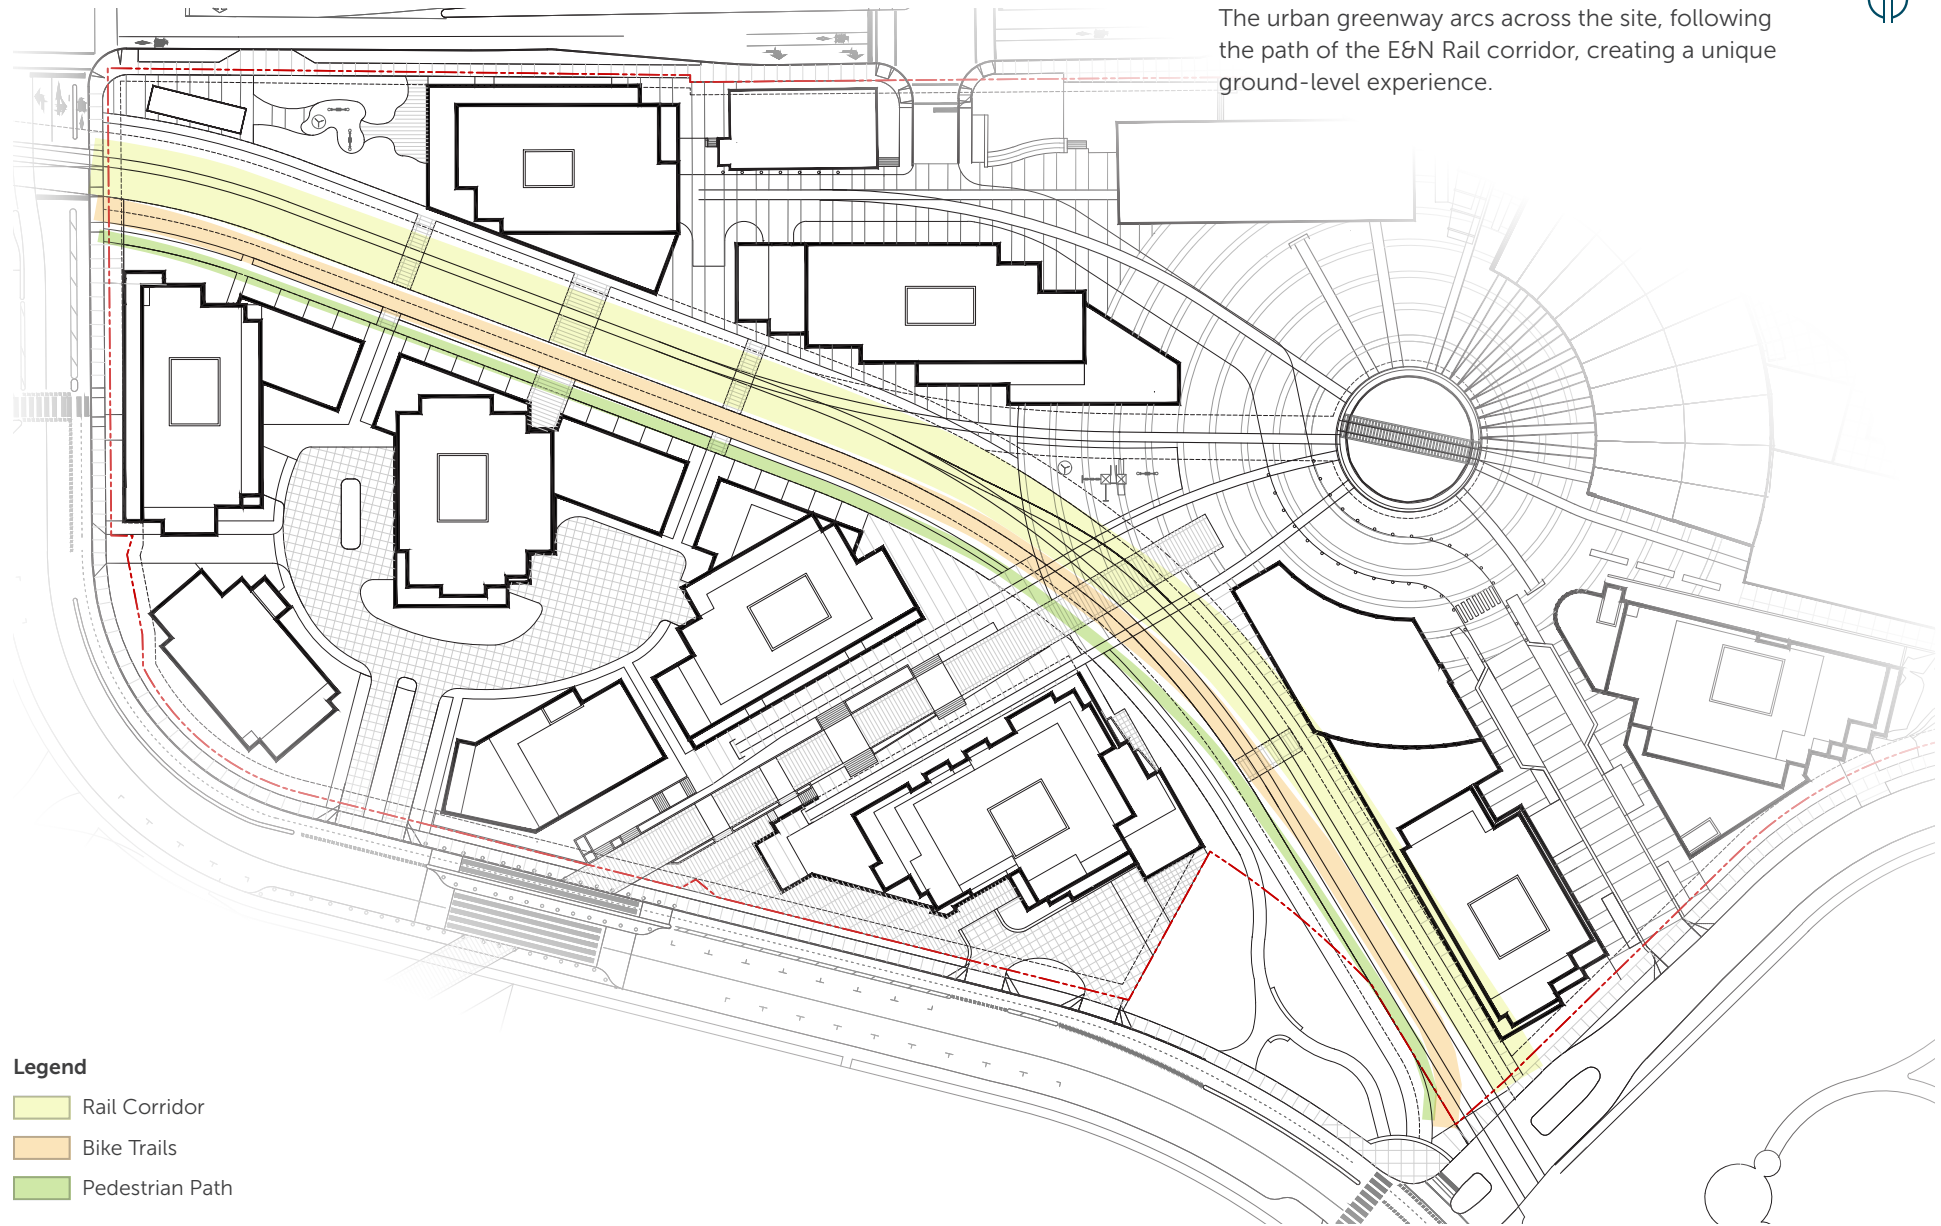 The urban greenway arcs across the site, following
the path of the E&N Rail corridor, creating a unique
ground-level experience.
Legend
Rail Corridor
Bike Trails
Pedestrian Path